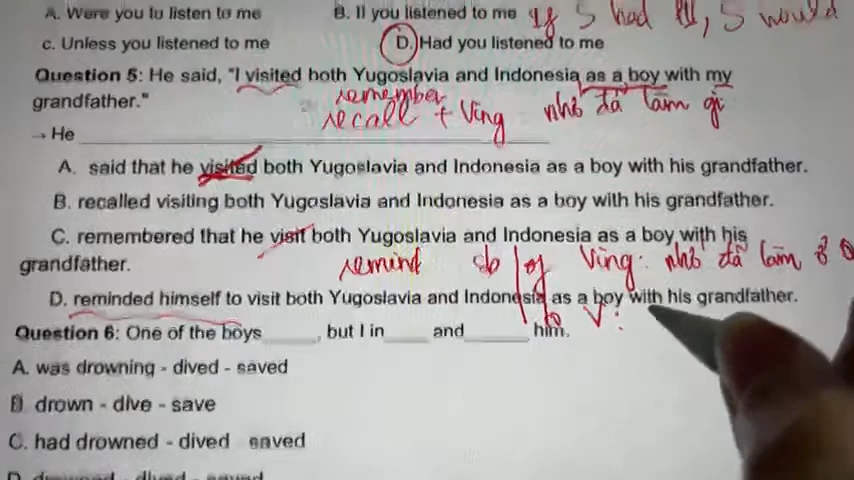 A. Were you to listen to me B. If you listened to me If S had PII, S would
c. Unless you listened to me D. Had you listened to me
Question 5: He said, "I visited both Yugoslavia and Indonesia as a boy with my
grandfather."
remember
recall + Ving nhớ đã làm gì
→ He
A. said that he visited both Yugoslavia and Indonesia as a boy with his grandfather.
B. recalled visiling both Yugoslavia and Indonesia as a boy with his grandfather.
C. remembered that he visit both Yugoslavia and Indonesia as a boy with his
grandfather.
remind sb of Ving: nhớ đã làm
D. reminded himself to visit both Yugoslavia and Indonesia as a boy with his grandfather.
to V:
Question 6: One of the boys , but I in and him.
A. was drowning - dived - saved
B drown - dive - save
C. had drowned - dived saved
D. drowned - dived - saved